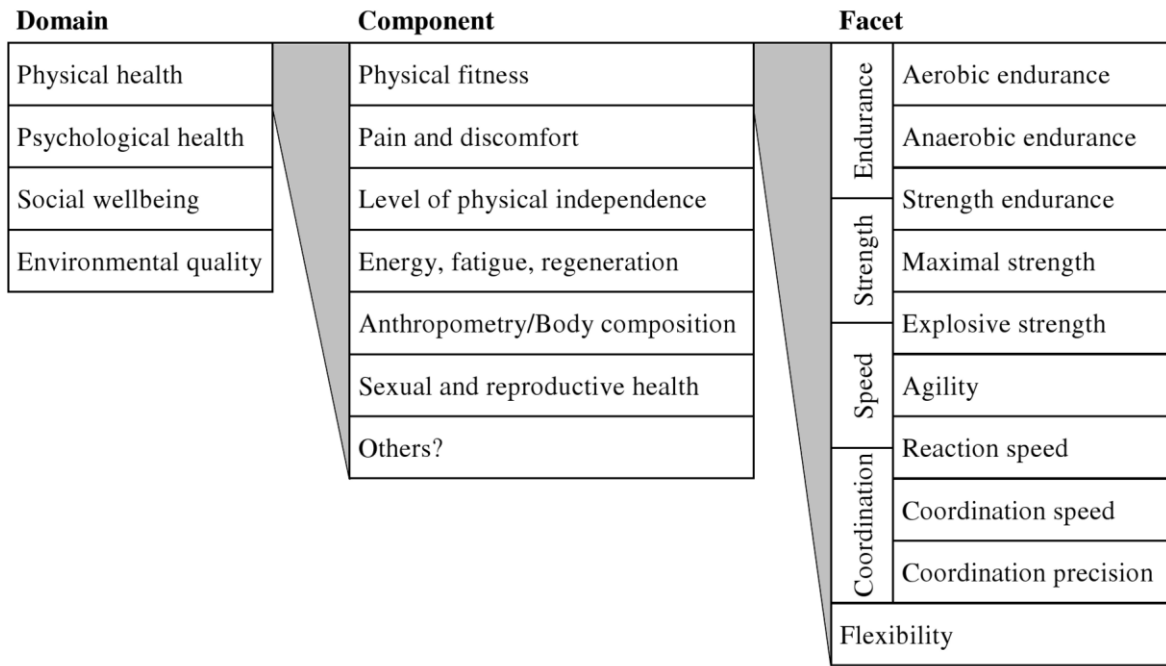 Domain
Physical health
Psychological health
Social wellbeing
Environmental quality
Component
Physical fitness
Pain and discomfort
Level of physical independence
Energy, fatigue, regeneration
Anthropometry/Body composition
Sexual and reproductive health
Others?
Facet
Endurance
Strength
Speed
Coordination
Aerobic endurance
Anaerobic endurance
Strength endurance
Maximal strength
Explosive strength
Agility
Reaction speed
Coordination speed
Coordination precision
Flexibility